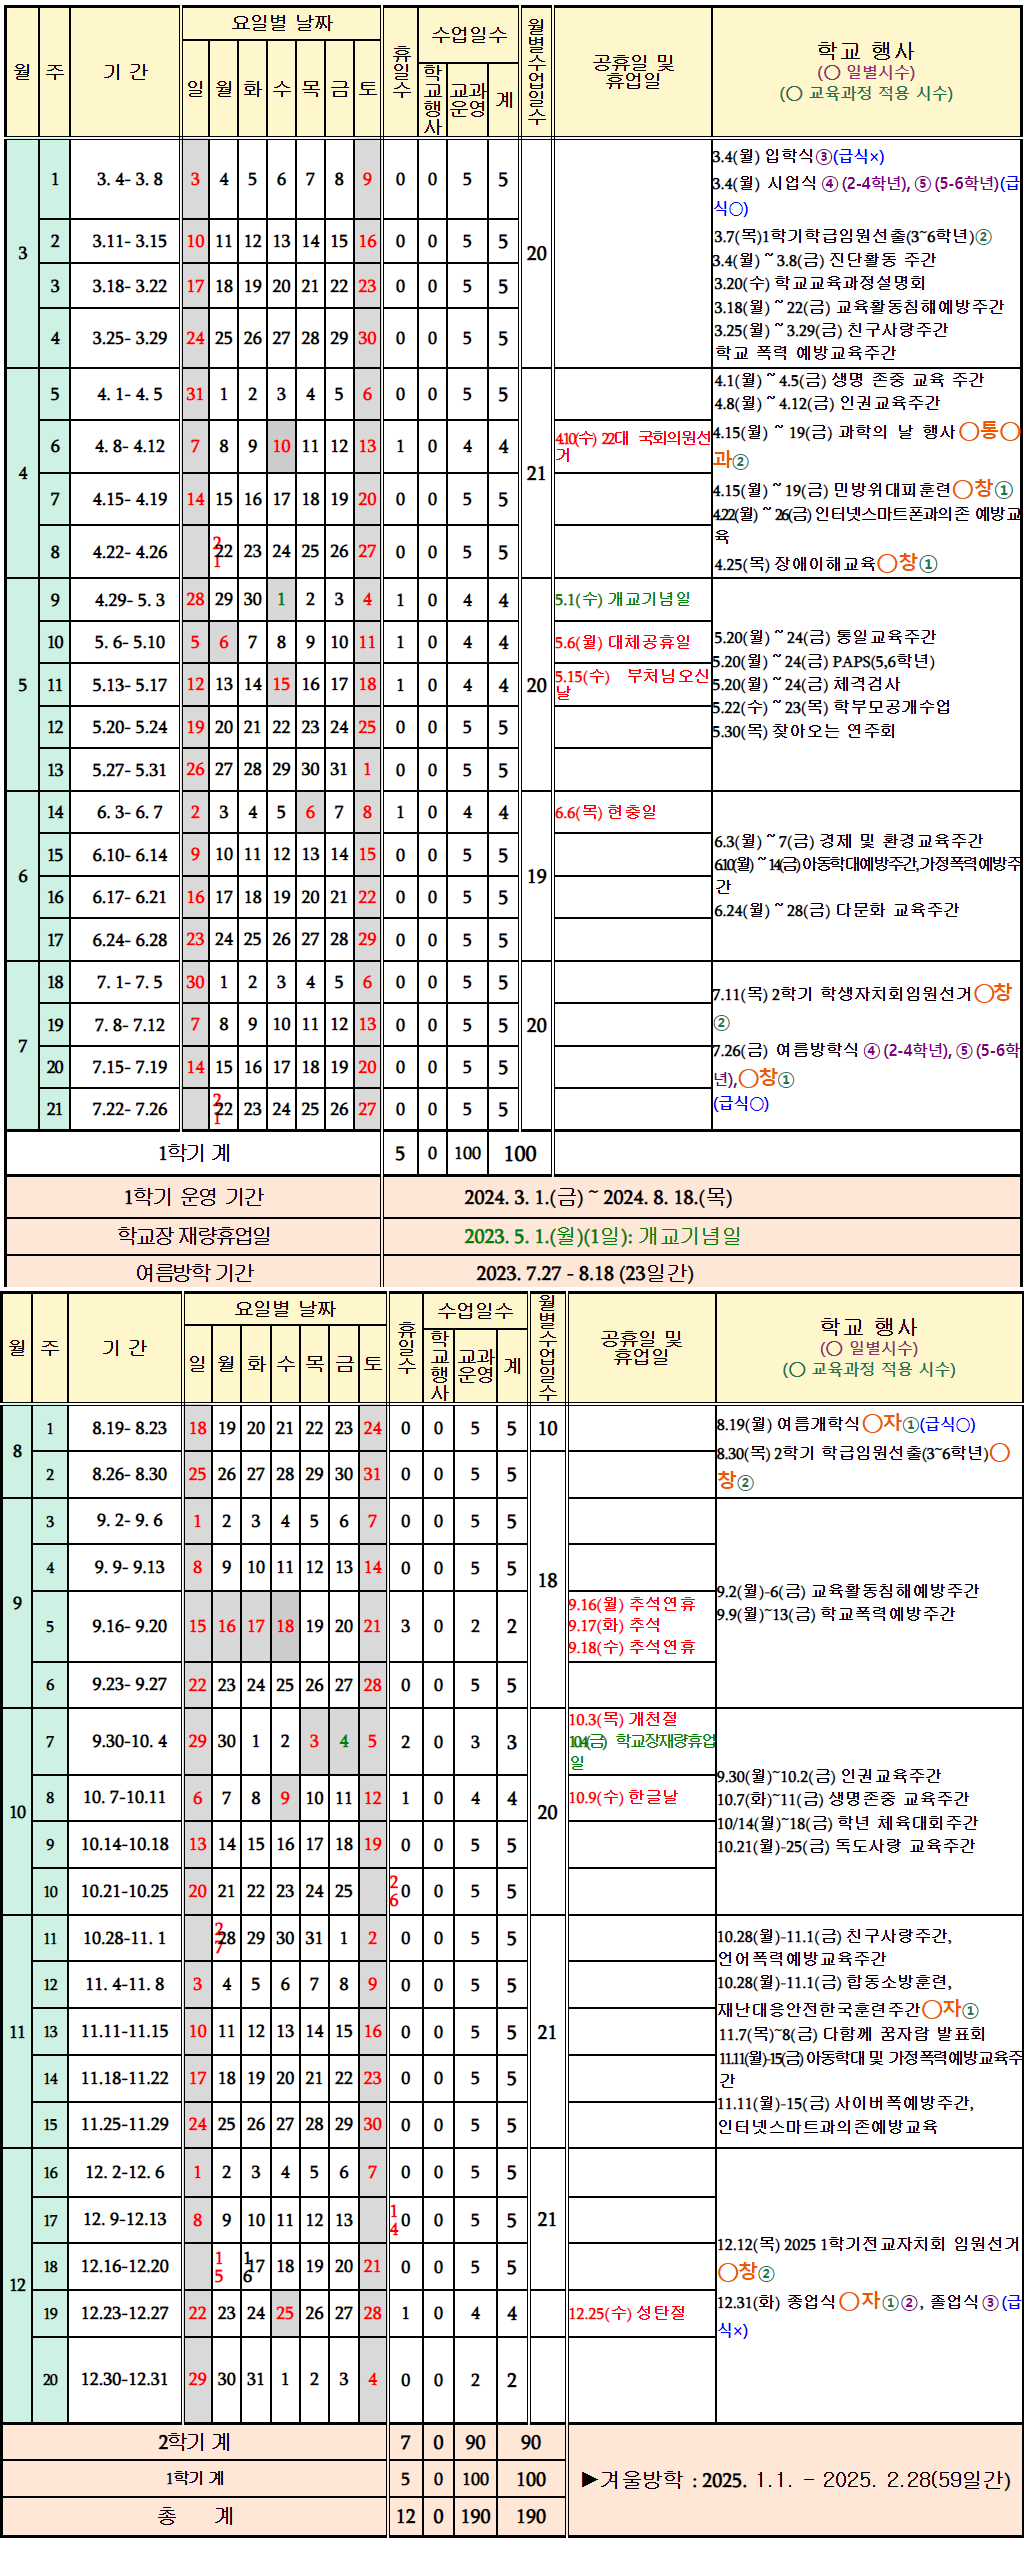 월 주 기 간 요일별 날짜 휴일수 수업일수 월별수업일수 공휴일 및 휴업일 학교 행사
(〇 일별시수)
(〇 교육과정 적용 시수)
일 월 화 수 목 금 토 학교행사 교과운영 계
3 1 3. 4- 3. 8 3 4 5 6 7 8 9 0 0 5 5 20
2 3.11- 3.15 10 11 12 13 14 15 16 0 0 5 5
3 3.18- 3.22 17 18 19 20 21 22 23 0 0 5 5
4 3.25- 3.29 24 25 26 27 28 29 30 0 0 5 5
3.4(월) 입학식③(급식×)
3.4(월) 시업식④(2-4학년),⑤(5-6학년)(급
식〇)
3.7(목)1학기학급임원선출(3~6학년)②
3.4(월) ~ 3.8(금) 진단활동 주간
3.20(수) 학교교육과정설명회
3.18(월) ~ 22(금) 교육활동침해예방주간
3.25(월) ~ 3.29(금) 친구사랑주간
학교 폭력 예방교육주간
4 5 4. 1- 4. 5 31 1 2 3 4 5 6 0 0 5 5 21
6 4. 8- 4.12 7 8 9 10 11 12 13 1 0 4 4 4.10(수) 22대 국회의원선
거
7 4.15- 4.19 14 15 16 17 18 19 20 0 0 5 5
8 4.22- 4.26 21 22 23 24 25 26 27 0 0 5 5
4.1(월) ~ 4.5(금) 생명 존중 교육 주간
4.8(월) ~ 4.12(금) 인권교육주간
4.15(월) ~ 19(금) 과학의 날 행사〇통〇
과②
4.15(월) ~ 19(금) 민방위대피훈련〇창①
4.22(월) ~ 26(금) 인터넷스마트폰과의존 예방교
육
4.25(목) 장애이해교육〇창①
5 9 4.29- 5. 3 28 29 30 1 2 3 4 1 0 4 4 20 5.1(수) 개교기념일
10 5. 6- 5.10 5 6 7 8 9 10 11 1 0 4 4 5.6(월) 대체공휴일
11 5.13- 5.17 12 13 14 15 16 17 18 1 0 4 4 5.15(수) 부처님오신
날
12 5.20- 5.24 19 20 21 22 23 24 25 0 0 5 5
13 5.27- 5.31 26 27 28 29 30 31 1 0 0 5 5
5.20(월) ~ 24(금) 통일교육주간
5.20(월) ~ 24(금) PAPS(5,6학년)
5.20(월) ~ 24(금) 체격검사
5.22(수) ~ 23(목) 학부모공개수업
5.30(목) 찾아오는 연주회
6 14 6. 3- 6. 7 2 3 4 5 6 7 8 1 0 4 4 19 6.6(목) 현충일
15 6.10- 6.14 9 10 11 12 13 14 15 0 0 5 5
16 6.17- 6.21 16 17 18 19 20 21 22 0 0 5 5
17 6.24- 6.28 23 24 25 26 27 28 29 0 0 5 5
6.3(월) ~ 7(금) 경제 및 환경교육주간
6.10(월) ~ 14(금) 아동학대예방주간,가정폭력예방주
간
6.24(월) ~ 28(금) 다문화 교육주간
7 18 7. 1- 7. 5 30 1 2 3 4 5 6 0 0 5 5 20
19 7. 8- 7.12 7 8 9 10 11 12 13 0 0 5 5
20 7.15- 7.19 14 15 16 17 18 19 20 0 0 5 5
21 7.22- 7.26 21 22 23 24 25 26 27 0 0 5 5
7.11(목) 2학기 학생자치회임원선거〇창
②
7.26(금) 여름방학식④(2-4학년),⑤(5-6학
년),〇창①
(급식〇)
1학기 계 5 0 100 100
1학기 운영 기간 2024. 3. 1.(금) ~ 2024. 8. 18.(목)
학교장 재량휴업일 2023. 5. 1.(월)(1일): 개교기념일
여름방학 기간 2023. 7.27 - 8.18 (23일간)
월 주 기 간 요일별 날짜 휴일수 수업일수 월별수업일수 공휴일 및 휴업일 학교 행사
(〇 일별시수)
(〇 교육과정 적용 시수)
일 월 화 수 목 금 토 학교행사 교과운영 계
8 1 8.19- 8.23 18 19 20 21 22 23 24 0 0 5 5 10
2 8.26- 8.30 25 26 27 28 29 30 31 0 0 5 5
8.19(월) 여름개학식〇자①(급식〇)
8.30(목) 2학기 학급임원선출(3~6학년)〇
창②
9 3 9. 2- 9. 6 1 2 3 4 5 6 7 0 0 5 5 18
4 9. 9- 9.13 8 9 10 11 12 13 14 0 0 5 5
5 9.16- 9.20 15 16 17 18 19 20 21 3 0 2 2 9.16(월) 추석연휴
9.17(화) 추석
9.18(수) 추석연휴
6 9.23- 9.27 22 23 24 25 26 27 28 0 0 5 5
9.2(월)-6(금) 교육활동침해예방주간
9.9(월)~13(금) 학교폭력예방주간
10 7 9.30-10. 4 29 30 1 2 3 4 5 2 0 3 3 20 10.3(목) 개천절
10.4(금) 학교장재량휴업
일
8 10. 7-10.11 6 7 8 9 10 11 12 1 0 4 4 10.9(수) 한글날
9 10.14-10.18 13 14 15 16 17 18 19 0 0 5 5
10 10.21-10.25 20 21 22 23 24 25 26 0 0 5 5
9.30(월)~10.2(금) 인권교육주간
10.7(화)~11(금) 생명존중 교육주간
10/14(월)~18(금) 학년 체육대회주간
10.21(월)-25(금) 독도사랑 교육주간
11 11 10.28-11. 1 27 28 29 30 31 1 2 0 0 5 5 21
12 11. 4-11. 8 3 4 5 6 7 8 9 0 0 5 5
13 11.11-11.15 10 11 12 13 14 15 16 0 0 5 5
14 11.18-11.22 17 18 19 20 21 22 23 0 0 5 5
15 11.25-11.29 24 25 26 27 28 29 30 0 0 5 5
10.28(월)-11.1(금) 친구사랑주간,
언어폭력예방교육주간
10.28(월)-11.1(금) 합동소방훈련,
재난대응안전한국훈련주간〇자①
11.7(목)~8(금) 다함께 꿈자람 발표회
11.11(월)-15(금) 아동학대 및 가정폭력예방교육주
간
11.11(월)-15(금) 사이버폭예방주간,
인터넷스마트과의존예방교육
12 16 12. 2-12. 6 1 2 3 4 5 6 7 0 0 5 5 21
17 12. 9-12.13 8 9 10 11 12 13 14 0 0 5 5
18 12.16-12.20 15 16 17 18 19 20 21 0 0 5 5
19 12.23-12.27 22 23 24 25 26 27 28 1 0 4 4 12.25(수) 성탄절
20 12.30-12.31 29 30 31 1 2 3 4 0 0 2 2
12.12(목) 2025 1학기전교자치회 임원선거
〇창②
12.31(화) 종업식〇자①②, 졸업식③(급
식×)
2학기 계 7 0 90 90
1학기 계 5 0 100 100
총 계 12 0 190 190
▶겨울방학 : 2025. 1.1. - 2025. 2.28(59일간)